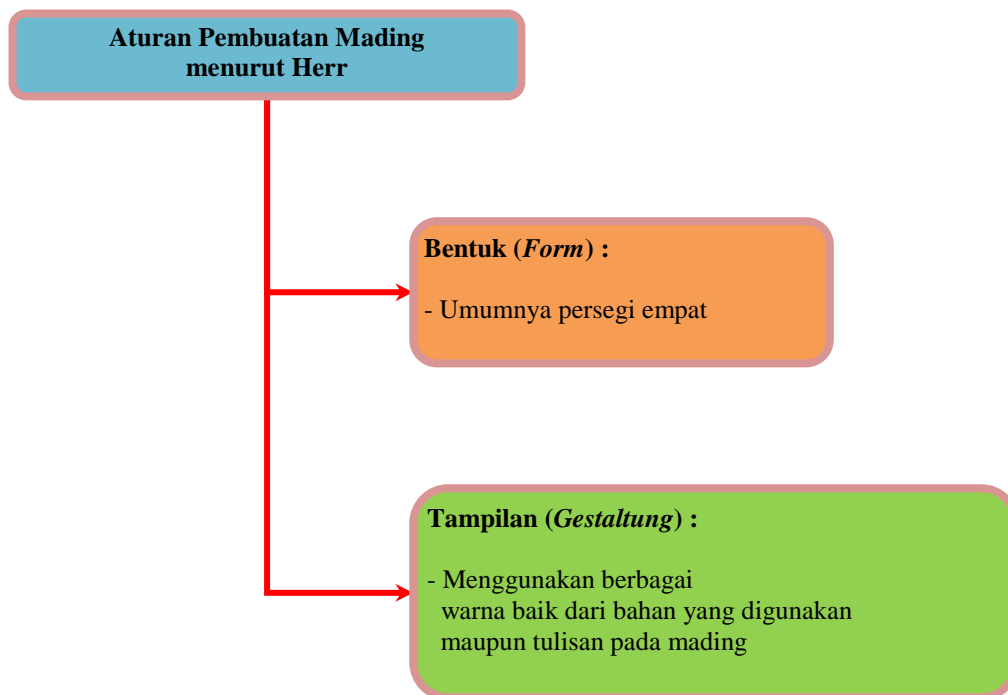 Aturan Pembuatan Mading
menurut Herr
Bentuk (Form) :
- Umumnya persegi empat
Tampilan (Gestaltung) :
- Menggunakan berbagai
warna baik dari bahan yang digunakan
maupun tulisan pada mading